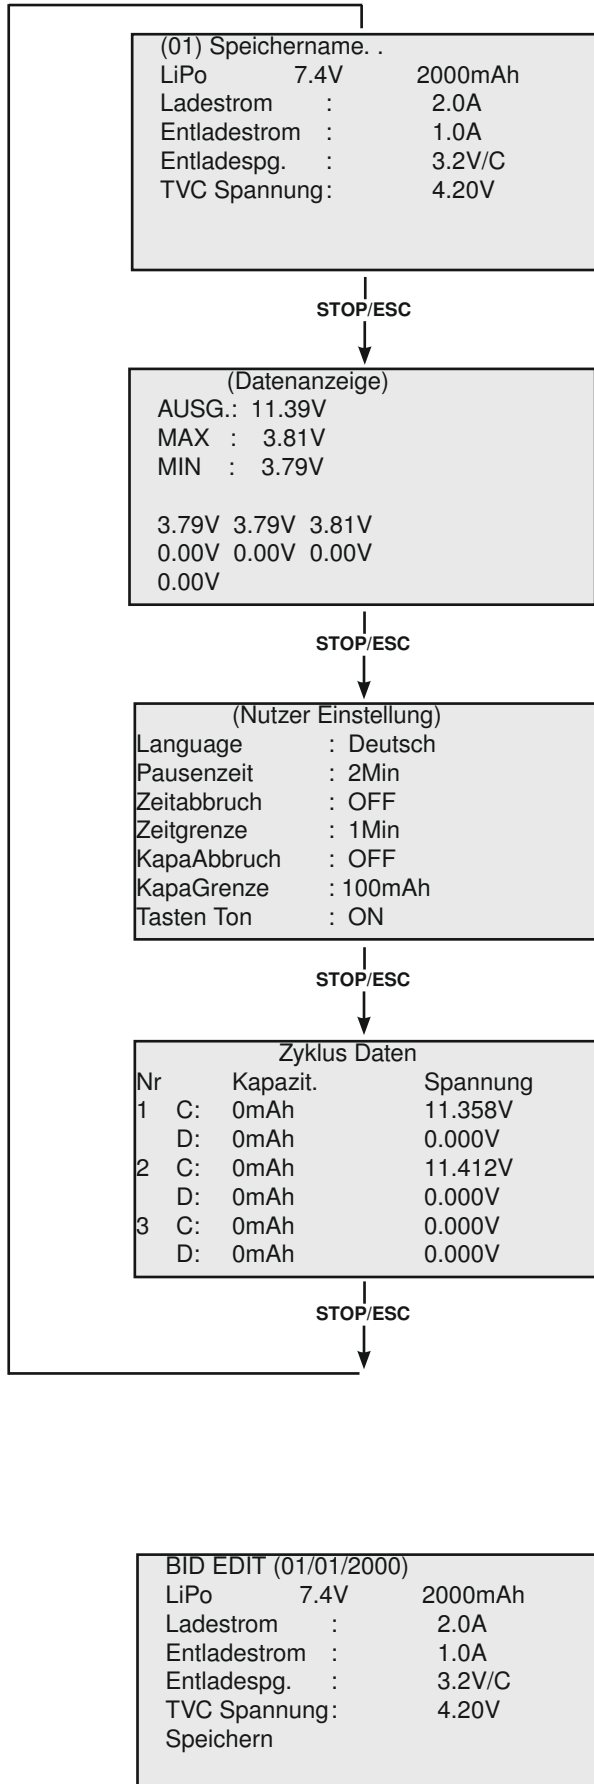 (01) Speichername. .
LiPo 7.4V 2000mAh
Ladestrom : 2.0A
Entladestrom : 1.0A
Entladespg. : 3.2V/C
TVC Spannung: 4.20V
STOP/ESC
(Datenanzeige)
AUSG.: 11.39V
MAX : 3.81V
MIN : 3.79V
3.79V 3.79V 3.81V
0.00V 0.00V 0.00V
0.00V
STOP/ESC
(Nutzer Einstellung)
Language : Deutsch
Pausenzeit : 2Min
Zeitabbruch : OFF
Zeitgrenze : 1Min
KapaAbbruch : OFF
KapaGrenze : 100mAh
Tasten Ton : ON
STOP/ESC
Zyklus Daten
Nr Kapazit. Spannung
1 C: 0mAh 11.358V
D: 0mAh 0.000V
2 C: 0mAh 11.412V
D: 0mAh 0.000V
3 C: 0mAh 0.000V
D: 0mAh 0.000V
STOP/ESC
BID EDIT (01/01/2000)
LiPo 7.4V 2000mAh
Ladestrom : 2.0A
Entladestrom : 1.0A
Entladespg. : 3.2V/C
TVC Spannung: 4.20V
Speichern